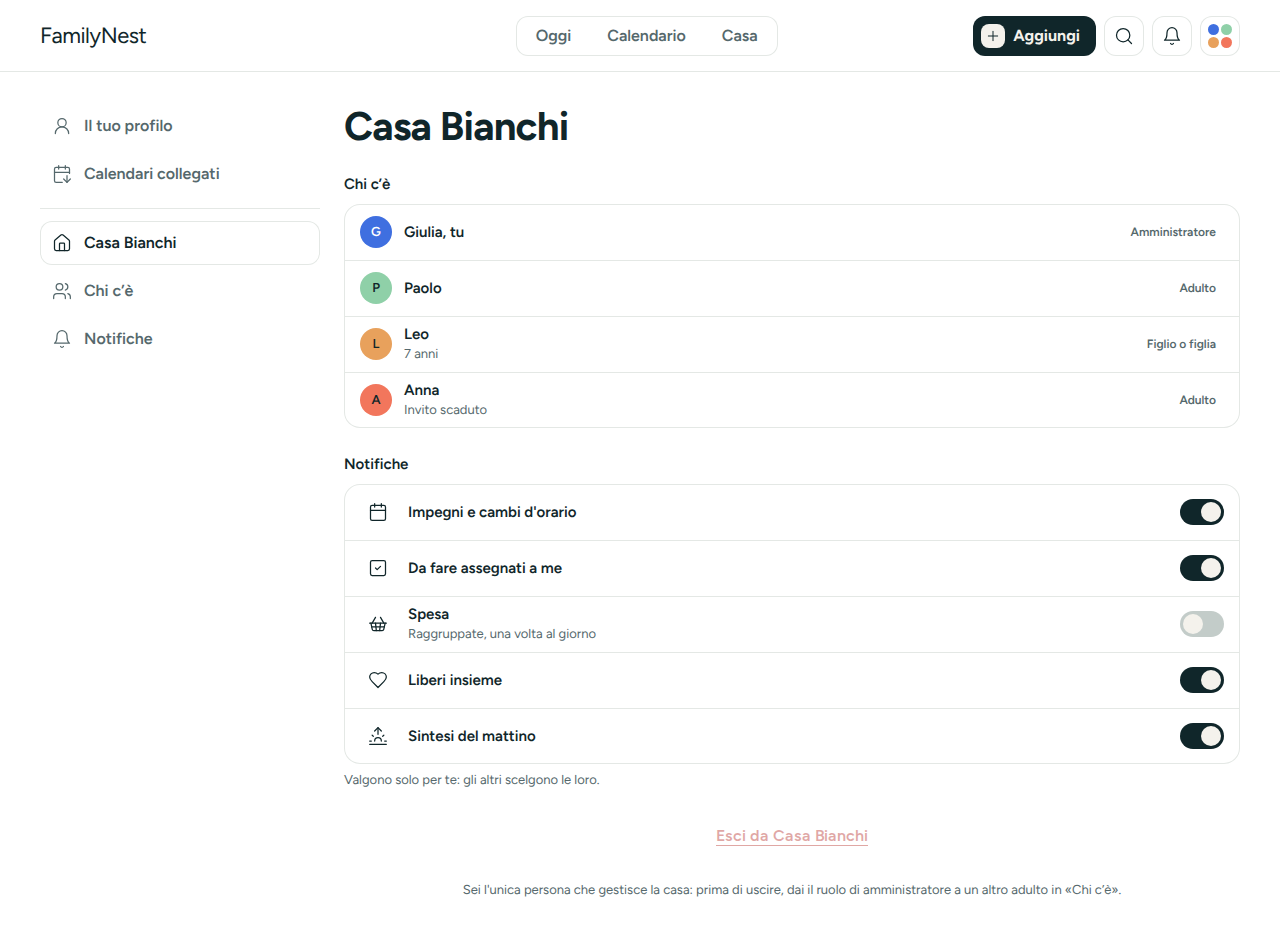 FamilyNest
Oggi
Calendario
Casa
Aggiungi
Il tuo profilo
Calendari collegati
Casa Bianchi
Chi c’è
Notifiche
Casa Bianchi
Chi c’è
G
Giulia, tu
Amministratore
P
Paolo
Adulto
L
Leo
7 anni
Figlio o figlia
A
Anna
Invito scaduto
Adulto
Notifiche
Impegni e cambi d'orario
Da fare assegnati a me
Spesa
Raggruppate, una volta al giorno
Liberi insieme
Sintesi del mattino
Valgono solo per te: gli altri scelgono le loro.
Esci da Casa Bianchi
Sei l'unica persona che gestisce la casa: prima di uscire, dai il ruolo di amministratore a un altro adulto in «Chi c’è».